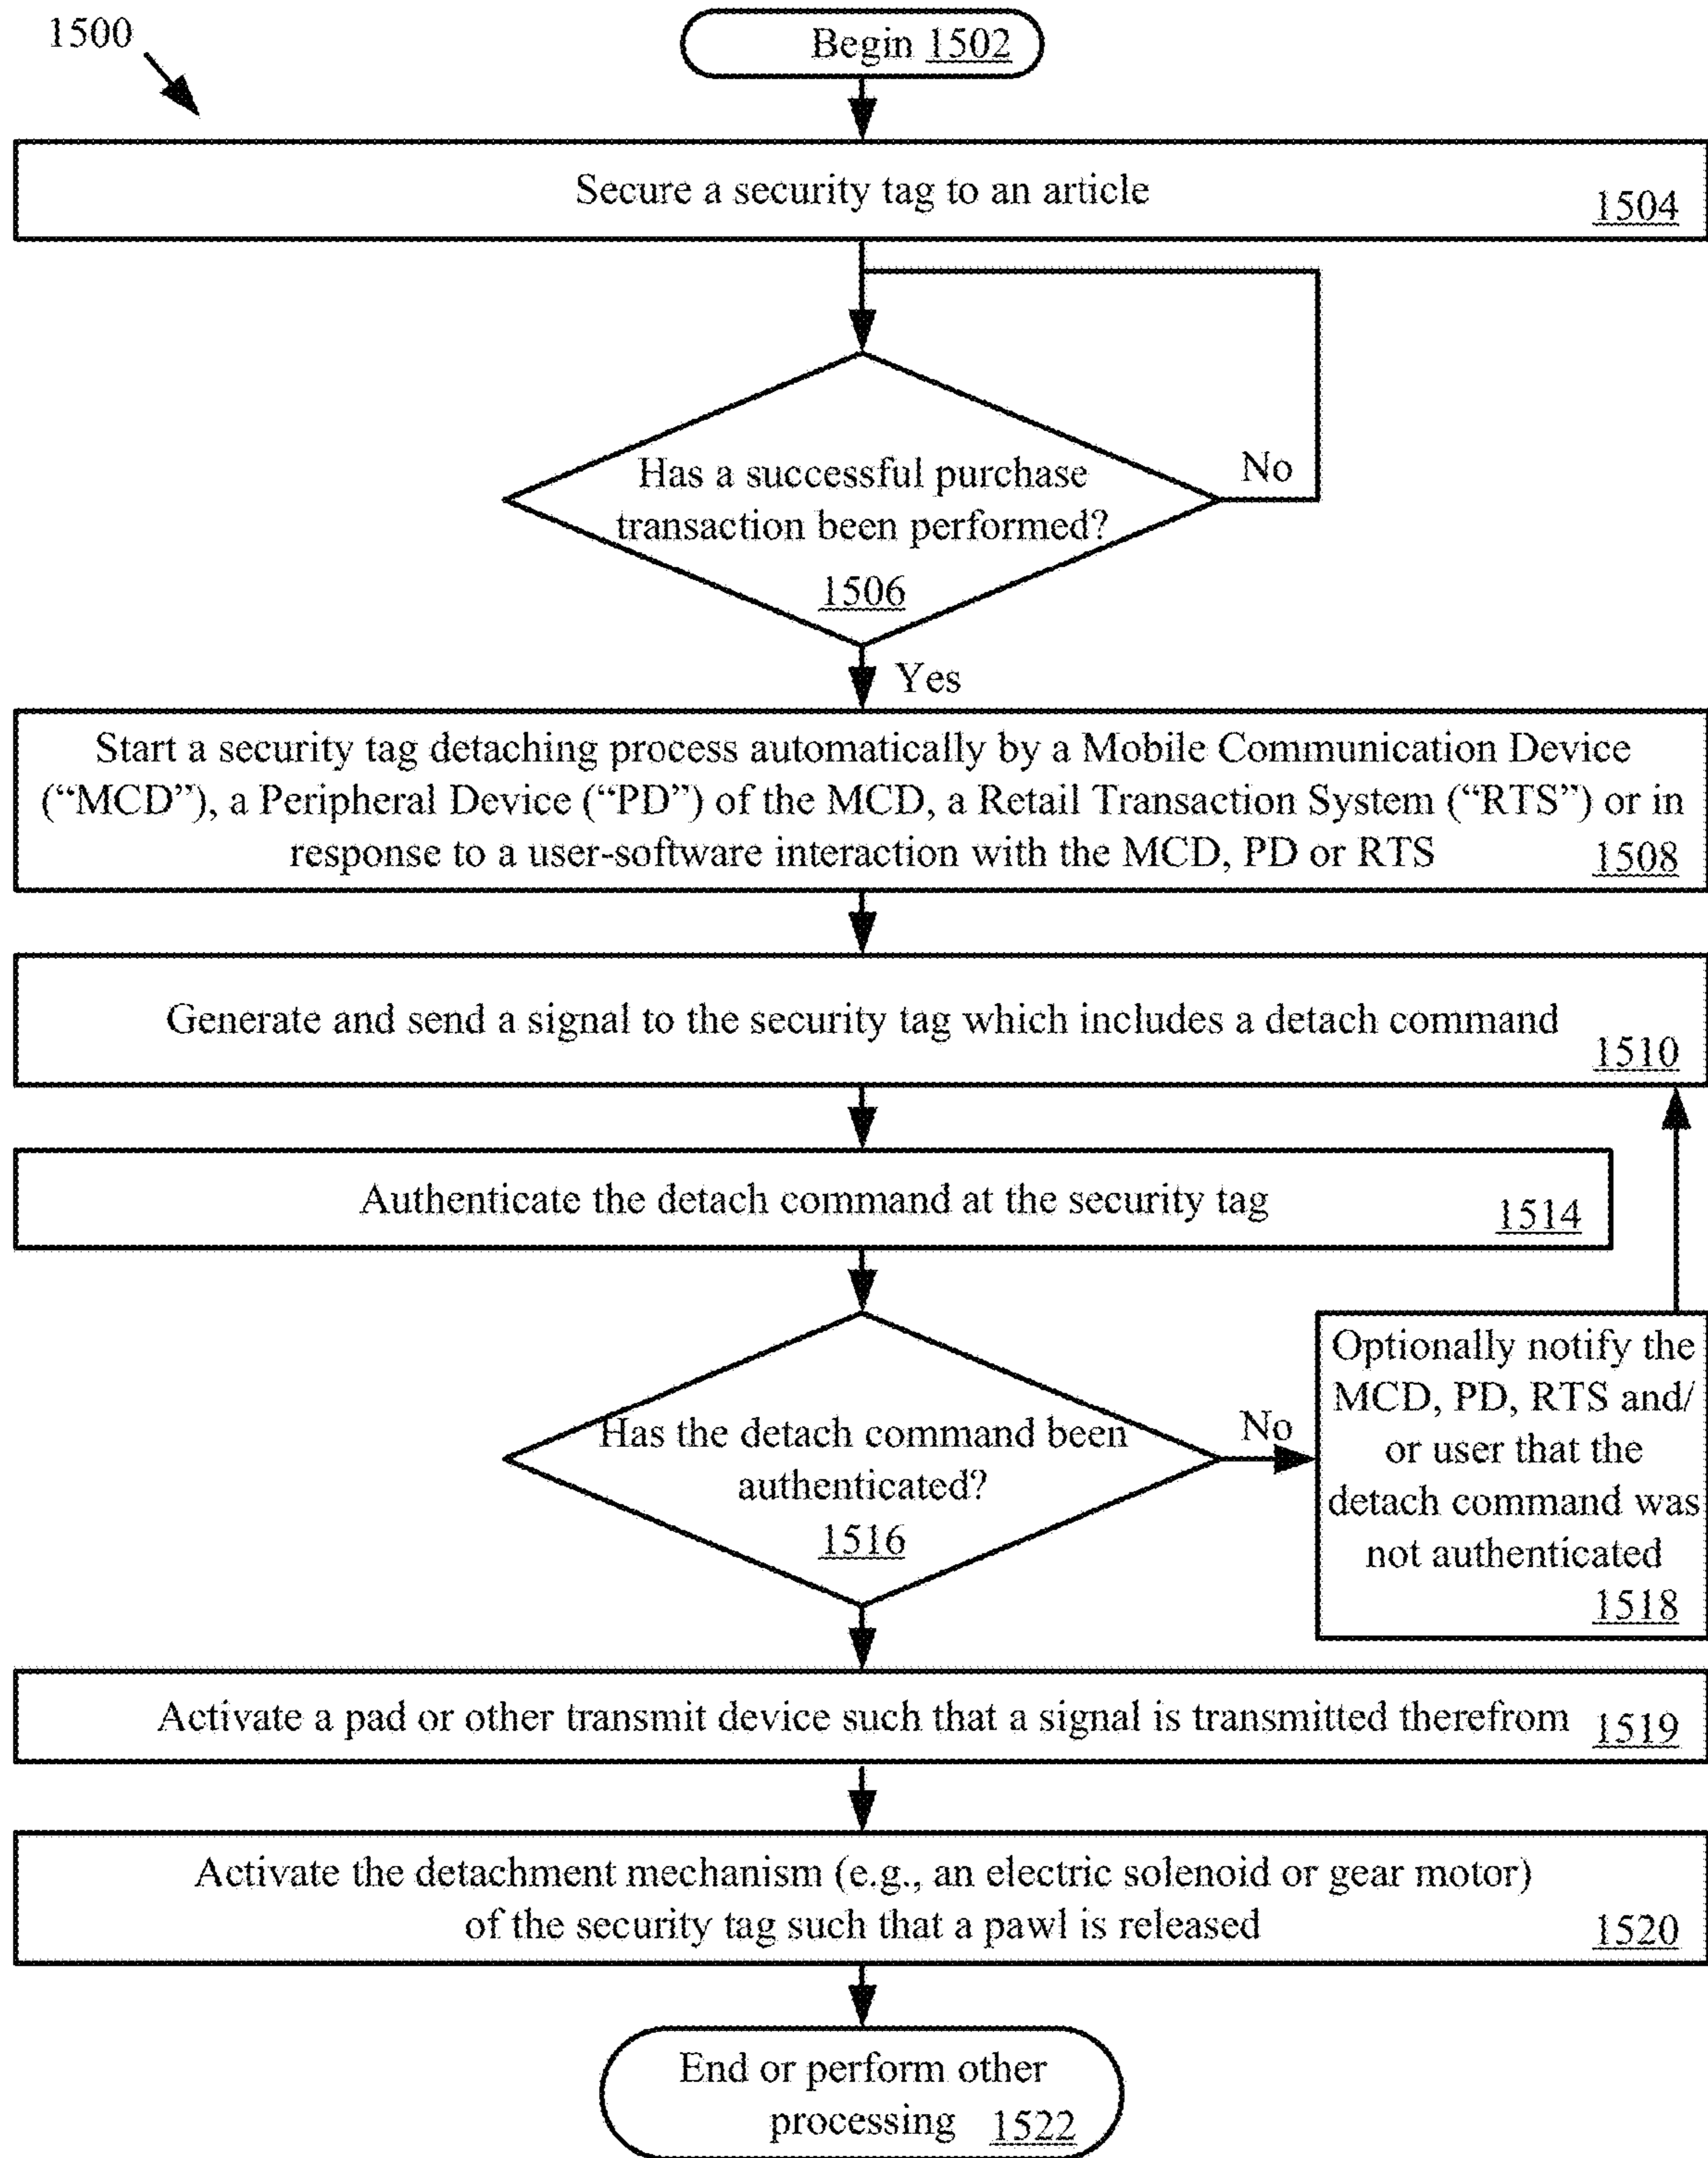 1500
Begin 1502
Secure a security tag to an article
1504
Has a successful purchase
transaction been performed?
1506
No
Yes
Start a security tag detaching process automatically by a Mobile Communication Device
(“MCD”), a Peripheral Device (“PD”) of the MCD, a Retail Transaction System (“RTS”) or in
response to a user-software interaction with the MCD, PD or RTS
1508
Generate and send a signal to the security tag which includes a detach command
1510
Authenticate the detach command at the security tag
1514
Has the detach command been
authenticated?
1516
No
Optionally notify the
MCD, PD, RTS and/
or user that the
detach command was
not authenticated
1518
Activate a pad or other transmit device such that a signal is transmitted therefrom 1519
Activate the detachment mechanism (e.g., an electric solenoid or gear motor)
of the security tag such that a pawl is released
1520
End or perform other
processing 1522